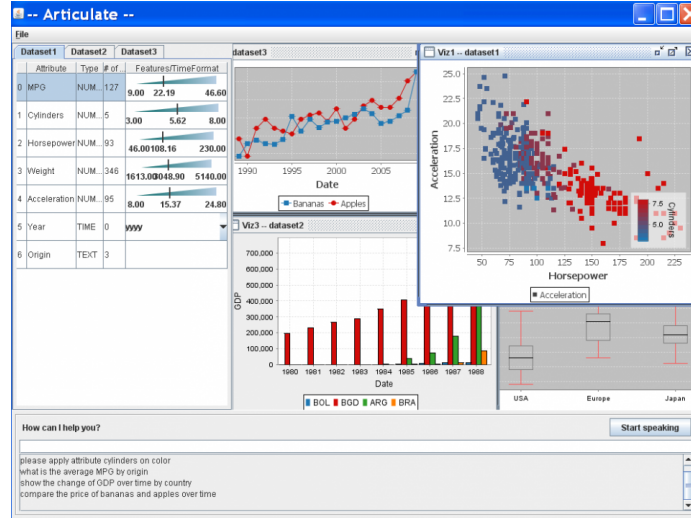 -- Articulate --
File
Dataset1 Dataset2 Dataset3
Attribute Type # of .. Features/TimeFormat
0 MPG NUM... 127 9.00 22.19 46.60
1 Cylinders NUM... 5 3.00 5.62 8.00
2 Horsepower NUM... 93 46.00 108.16 230.00
3 Weight NUM... 346 1613.00 3048.90 5140.00
4 Acceleration NUM... 95 8.00 15.37 24.80
5 Year TIME 0 yyyy
6 Origin TEXT 3
dataset3
1990 1995 2000 2005
Date
Bananas Apples
Viz3 -- dataset2
700,000
600,000
500,000
400,000
300,000
200,000
100,000
0
GDP
1980 1981 1982 1983 1984 1985 1986 1987 1988
Date
BOL BGD ARG BRA
Viz1 -- dataset1
25.0
22.5
20.0
17.5
15.0
12.5
10.0
7.5
Acceleration
7.5
5.0
Cylinders
50 75 100 125 150 175 200 225
Horsepower
Acceleration
USA Europe Japan
How can I help you?
Start speaking
please apply attribute cylinders on color
what is the average MPG by origin
show the change of GDP over time by country
compare the price of bananas and apples over time